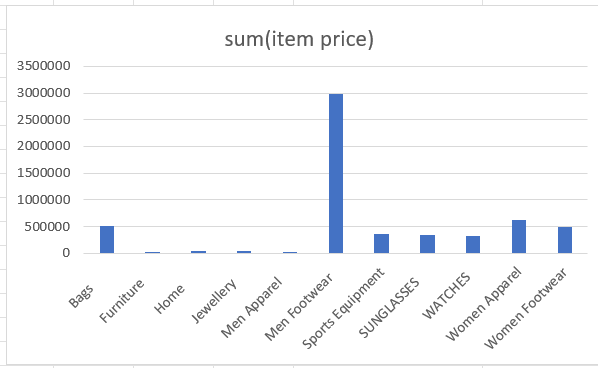 sum(item price)
3500000
3000000
2500000
2000000
1500000
1000000
500000
0
Bags
Furniture
Home
Jewellery
Men Apparel
Men Footwear
Sports Equipment
SUNGLASSES
WATCHES
Women Apparel
Women Footwear